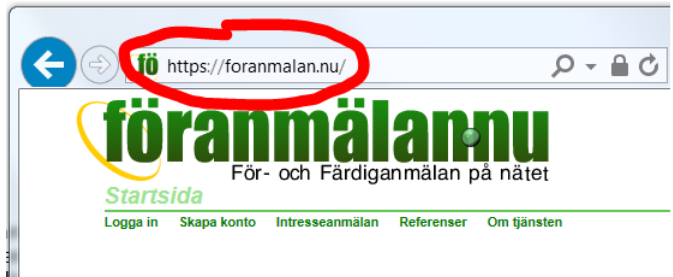 fö https://foranmalan.nu/
föranmälan.nu
För- och Färdiganmälan på nätet
Startsida
Logga in Skapa konto Intresseanmälan Referenser Om tjänsten